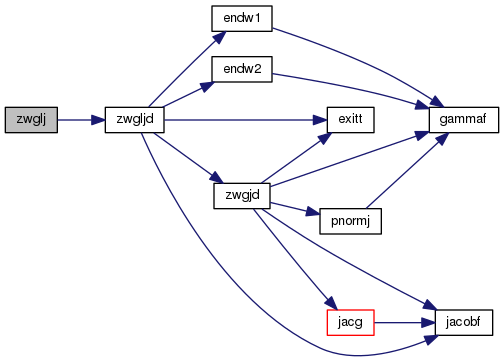 endw1
endw2
zwglj
zwgljd
exitt
gammaf
zwgjd
pnormj
jacg
jacobf